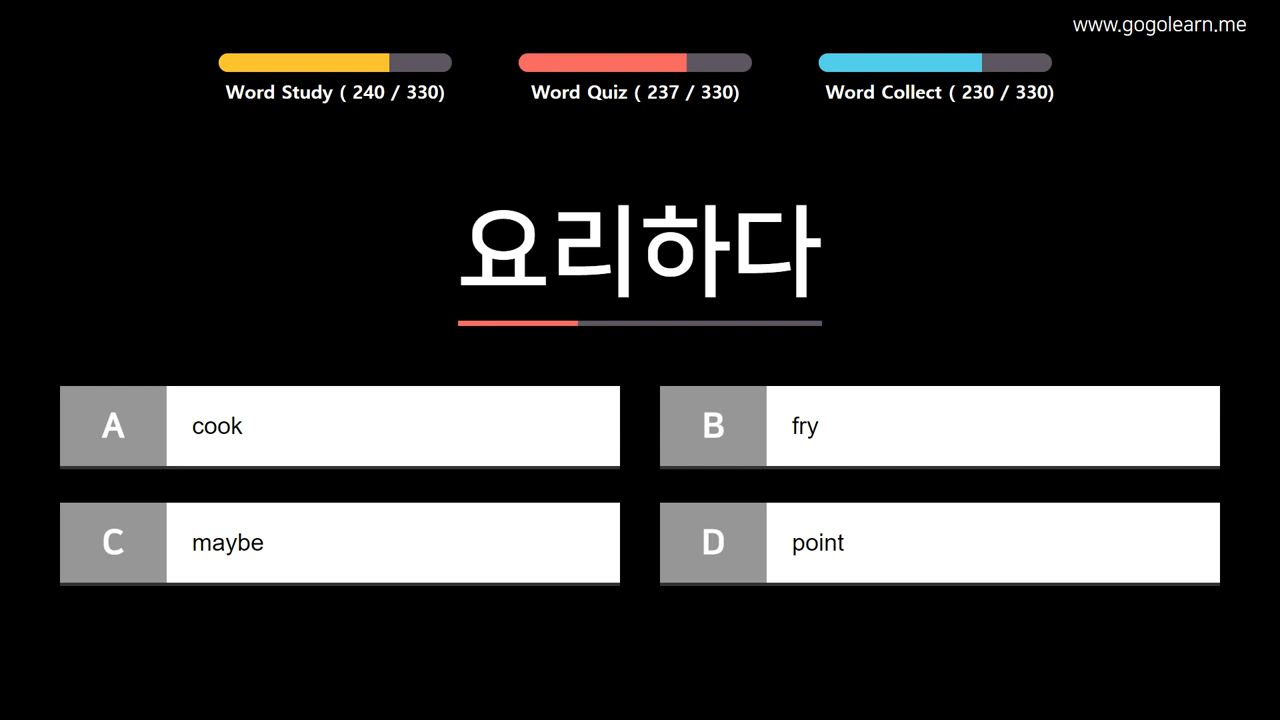 www.gogolearn.me
Word Study ( 240 / 330)
Word Quiz ( 237 / 330)
Word Collect ( 230 / 330)
요리하다
A cook
B fry
C maybe
D point